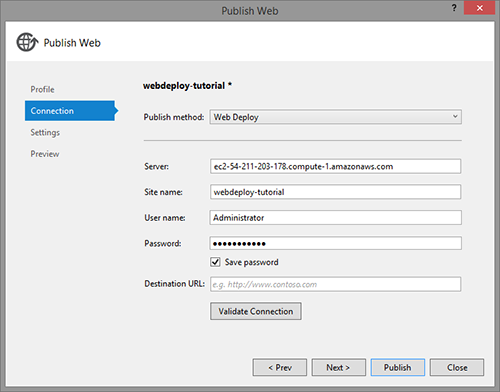 Publish Web
?
Publish Web
Profile
Connection
Settings
Preview
webdeploy-tutorial *
Publish method: Web Deploy
Server: ec2-54-211-203-178.compute-1.amazonaws.com
Site name: webdeploy-tutorial
User name: Administrator
Password: ●●●●●●●●●●●
Save password
Destination URL: e.g. http://www.contoso.com
Validate Connection
< Prev Next > Publish Close